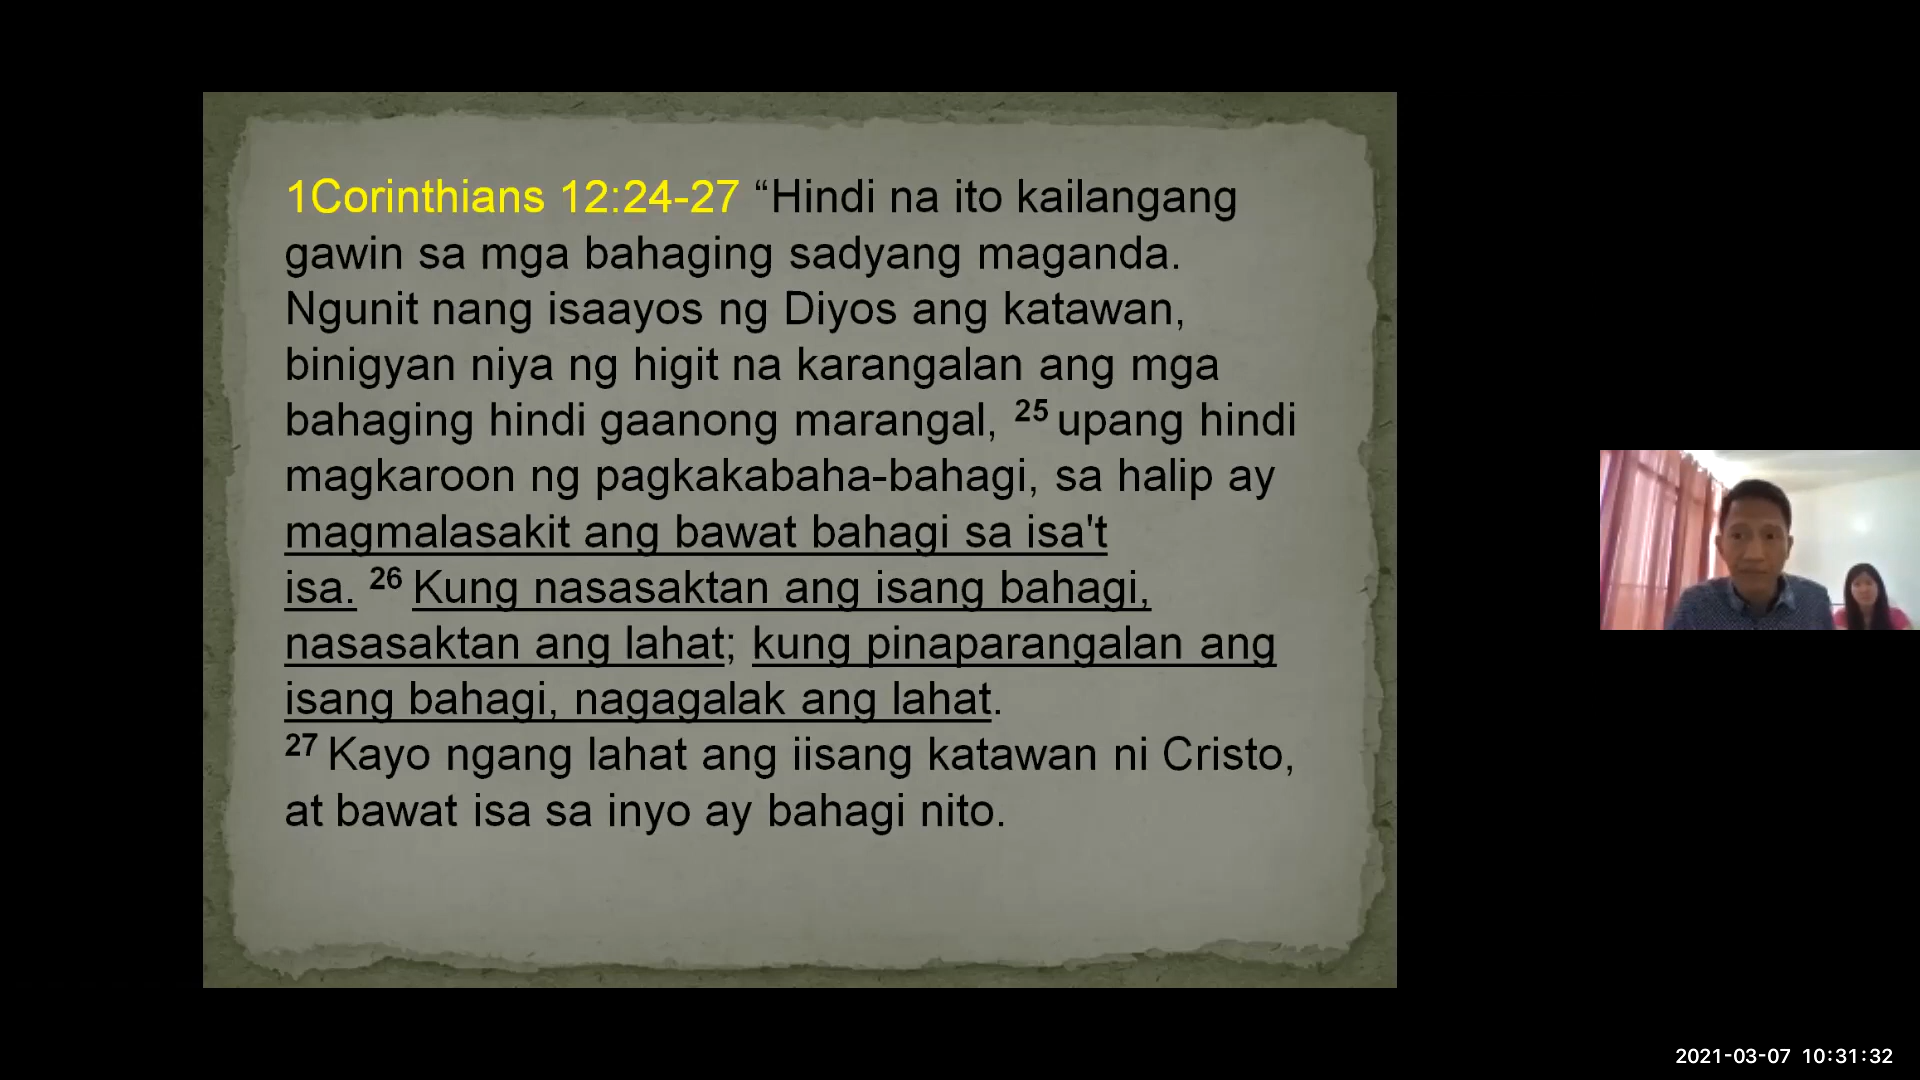 1Corinthians 12:24-27 “Hindi na ito kailangang
gawin sa mga bahaging sadyang maganda.
Ngunit nang isaayos ng Diyos ang katawan,
binigyan niya ng higit na karangalan ang mga
bahaging hindi gaanong marangal, 25 upang hindi
magkaroon ng pagkakabaha-bahagi, sa halip ay
magmalasakit ang bawat bahagi sa isa't
isa. 26 Kung nasasaktan ang isang bahagi,
nasasaktan ang lahat; kung pinaparangalan ang
isang bahagi, nagagalak ang lahat.
27 Kayo ngang lahat ang iisang katawan ni Cristo,
at bawat isa sa inyo ay bahagi nito.
2021-03-07 10:31:32